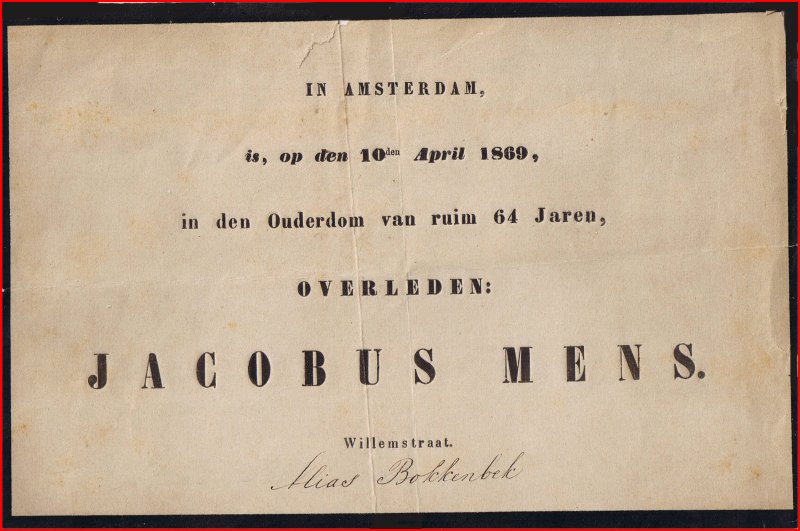 IN AMSTERDAM,
is, op den 10den April 1869,
in den Ouderdom van ruim 64 Jaren,
OVERLEDEN:
JACOBUS MENS.
Willemstraat.
Alias Bokkenbek